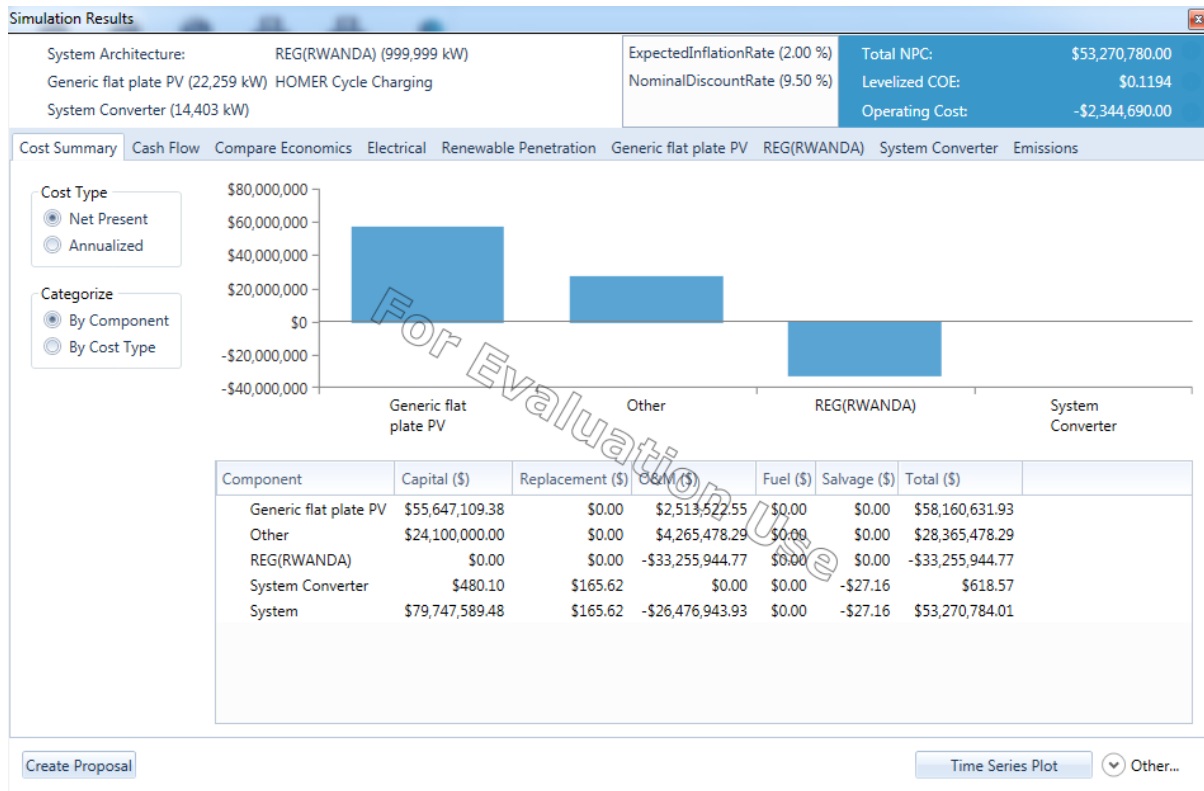 Simulation Results
System Architecture: REG(RWANDA) (999,999 kW)
Generic flat plate PV (22,259 kW) HOMER Cycle Charging
System Converter (14,403 kW)
ExpectedInflationRate (2.00 %)
NominalDiscountRate (9.50 %)
Total NPC: $53,270,780.00
Levelized COE: $0.1194
Operating Cost: -$2,344,690.00
Cost Summary Cash Flow Compare Economics Electrical Renewable Penetration Generic flat plate PV REG(RWANDA) System Converter Emissions
Cost Type
Net Present
Annualized
Categorize
By Component
By Cost Type
$80,000,000
$60,000,000
$40,000,000
$20,000,000
$0
-$20,000,000
-$40,000,000
Generic flat
plate PV
Other
REG(RWANDA)
System
Converter
For Evaluation Use
Component Capital ($) Replacement ($) O&M ($) Fuel ($) Salvage ($) Total ($)
Generic flat plate PV $55,647,109.38 $0.00 $2,513,522.55 $0.00 $0.00 $58,160,631.93
Other $24,100,000.00 $0.00 $4,265,478.29 $0.00 $0.00 $28,365,478.29
REG(RWANDA) $0.00 $0.00 -$33,255,944.77 $0.00 $0.00 -$33,255,944.77
System Converter $480.10 $165.62 $0.00 $0.00 -$27.16 $618.57
System $79,747,589.48 $165.62 -$26,476,943.93 $0.00 -$27.16 $53,270,784.01
Create Proposal
Time Series Plot
Other...